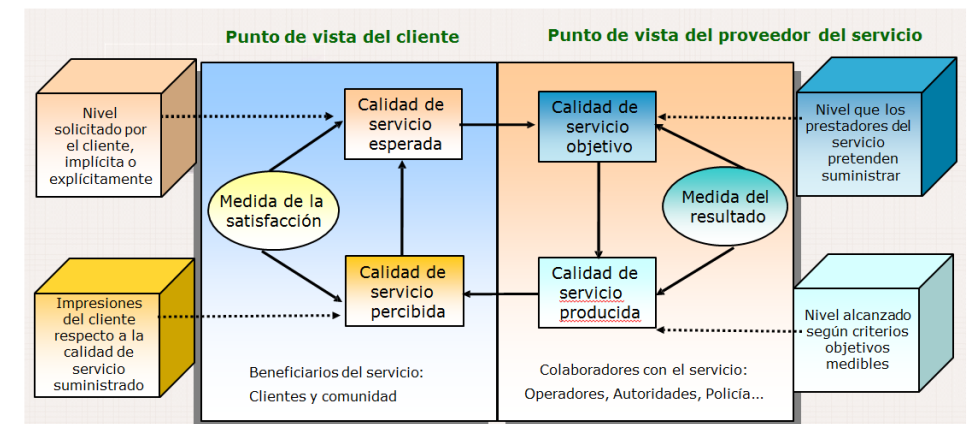 Punto de vista del cliente
Punto de vista del proveedor del servicio
Nivel
solicitado por
el cliente,
implícita o
explícitamente
Calidad de
servicio
esperada
Calidad de
servicio
objetivo
Nivel que los
prestadores del
servicio
pretenden
suministrar
Medida de la
satisfacción
Medida del
resultado
Impresiones
del cliente
respecto a la
calidad de
servicio
suministrado
Calidad de
servicio
percibida
Calidad de
servicio
producida
Nivel alcanzado
según criterios
objetivos
medibles
Beneficiarios del servicio:
Clientes y comunidad
Colaboradores con el servicio:
Operadores, Autoridades, Policía...